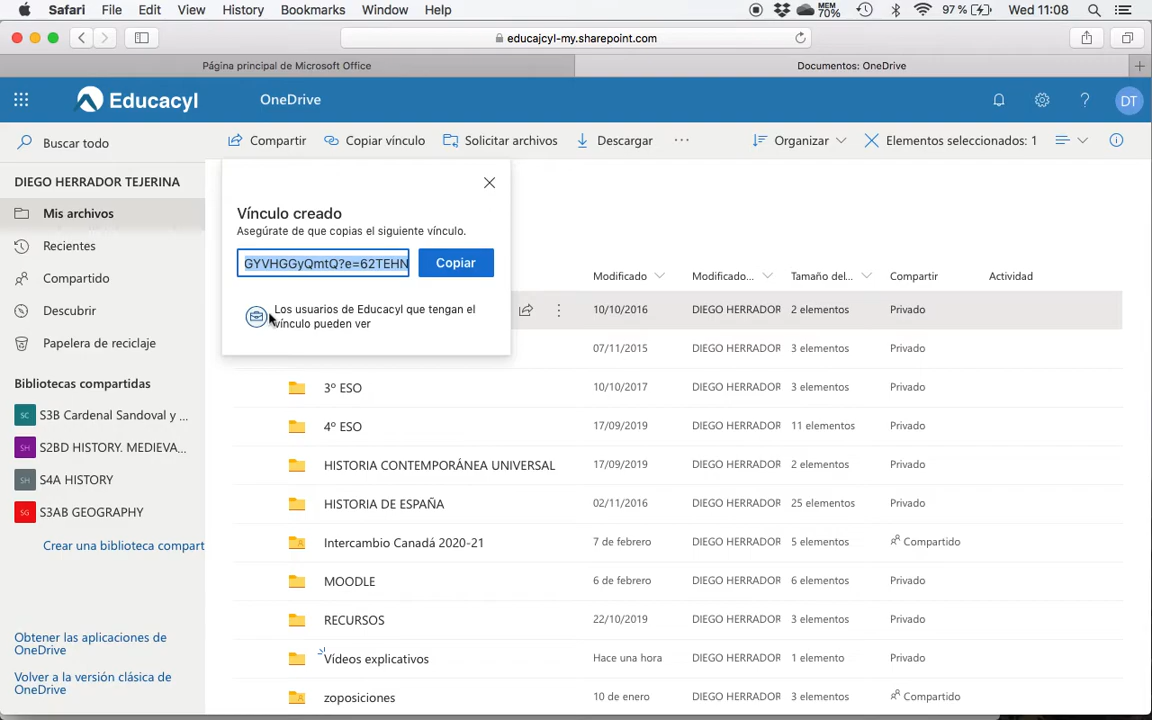 Safari File Edit View History Bookmarks Window Help MEM 70% 97 % Wed 11:08
educajcyl-my.sharepoint.com
Página principal de Microsoft Office Documentos: OneDrive
Educacyl OneDrive DT
Buscar todo Compartir Copiar vínculo Solicitar archivos Descargar Organizar Elementos seleccionados: 1
DIEGO HERRADOR TEJERINA
Mis archivos
Recientes
Compartido
Descubrir
Papelera de reciclaje
Bibliotecas compartidas
SC S3B Cardenal Sandoval y ...
SH S2BD HISTORY. MEDIEVA...
SH S4A HISTORY
SG S3AB GEOGRAPHY
Crear una biblioteca compart
Obtener las aplicaciones de
OneDrive
Volver a la versión clásica de
OneDrive
Vínculo creado
Asegúrate de que copias el siguiente vínculo.
GYVHGGyQmtQ?e=62TEHN Copiar
Los usuarios de Educacyl que tengan el
vínculo pueden ver
Modificado Modificado... Tamaño del... Compartir Actividad
10/10/2016 DIEGO HERRADOR 2 elementos Privado
07/11/2015 DIEGO HERRADOR 3 elementos Privado
3º ESO 10/10/2017 DIEGO HERRADOR 3 elementos Privado
4º ESO 17/09/2019 DIEGO HERRADOR 11 elementos Privado
HISTORIA CONTEMPORÁNEA UNIVERSAL 17/09/2019 DIEGO HERRADOR 2 elementos Privado
HISTORIA DE ESPAÑA 02/11/2016 DIEGO HERRADOR 25 elementos Privado
Intercambio Canadá 2020-21 7 de febrero DIEGO HERRADOR 5 elementos Compartido
MOODLE 6 de febrero DIEGO HERRADOR 6 elementos Privado
RECURSOS 22/10/2019 DIEGO HERRADOR 3 elementos Privado
Vídeos explicativos Hace una hora DIEGO HERRADOR 1 elemento Privado
zoposiciones 10 de enero DIEGO HERRADOR 3 elementos Compartido